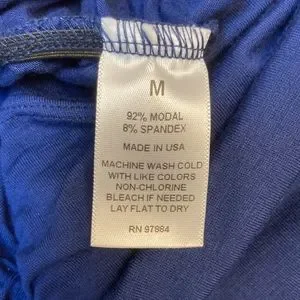 M
92% MODAL
8% SPANDEX
MADE IN USA
MACHINE WASH COLD
WITH LIKE COLORS
NON-CHLORINE
BLEACH IF NEEDED
LAY FLAT TO DRY
RN 97984